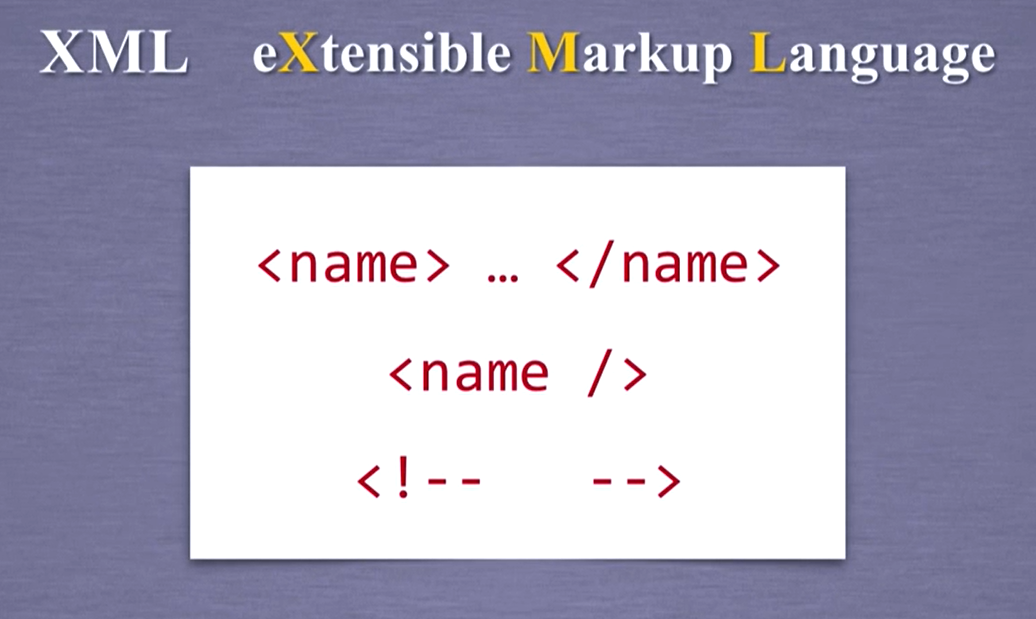 XML eXtensible Markup Language
<name> … </name>
<name />
<!-- -->